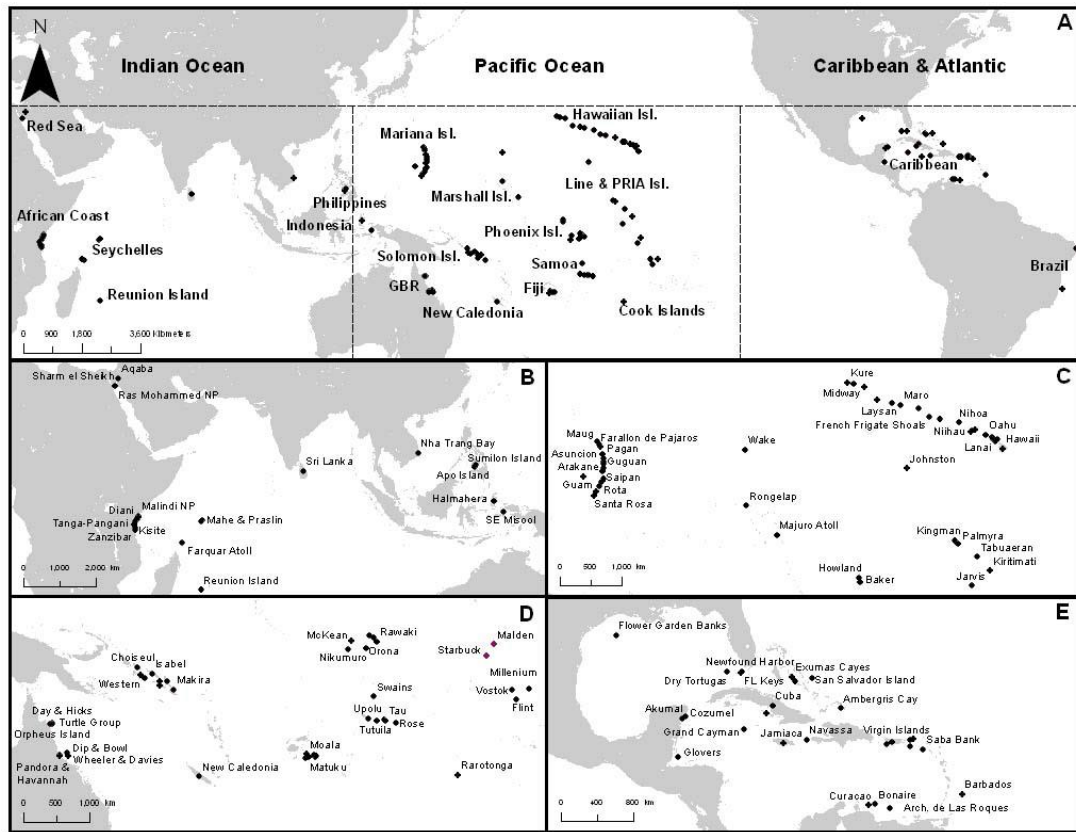 N
A
Indian Ocean
Pacific Ocean
Caribbean & Atlantic
Red Sea
Hawaiian Isl.
Mariana Isl.
Caribbean
Marshall Isl.
Line & PRIA Isl.
Philippines
African Coast
Indonesia
Phoenix Isl.
Seychelles
Solomon Isl.
Samoa
Brazil
GBR
Fiji
Reunion Island
New Caledonia
Cook Islands
0 900 1,800 3,600 Kilometers
B
Sharm el Sheikh
Aqaba
Ras Mohammed NP
Nha Trang Bay
Sumilon Island
Sri Lanka
Apo Island
Halmahera
SE Misool
Diani
Malindi NP
Tanga-Pangani
Kisite
Zanzibar
Mahe & Praslin
Farquar Atoll
Reunion Island
0 1,000 2,000 km
C
Kure
Midway
Maro
Laysan
Nihoa
French Frigate Shoals
Oahu
Niihau
Hawaii
Lanai
Maug
Farallon de Pajaros
Pagan
Asuncion
Guguan
Arakane
Saipan
Guam
Rota
Santa Rosa
Wake
Johnston
Rongelap
Majuro Atoll
Kingman
Palmyra
Tabuaeran
Kiritimati
Howland
Baker
Jarvis
0 500 1,000 km
D
McKean
Rawaki
Nikumuro
Orona
Malden
Starbuck
Choiseul
Isabel
Western
Makira
Millenium
Vostok
Flint
Swains
Upolu
Tau
Rose
Tutuila
Day & Hicks
Turtle Group
Orpheus Island
Dip & Bowl
Wheeler & Davies
Pandora &
Havannah
Moala
Matuku
New Caledonia
Rarotonga
0 500 1,000 km
E
Flower Garden Banks
Newfound Harbor
Exumas Cayes
Dry Tortugas
FL Keys
San Salvador Island
Cuba
Ambergris Cay
Akumal
Cozumel
Grand Cayman
Jamiaca
Navassa
Virgin Islands
Saba Bank
Glovers
Barbados
Curacao
Bonaire
Arch. de Las Roques
0 400 800 km